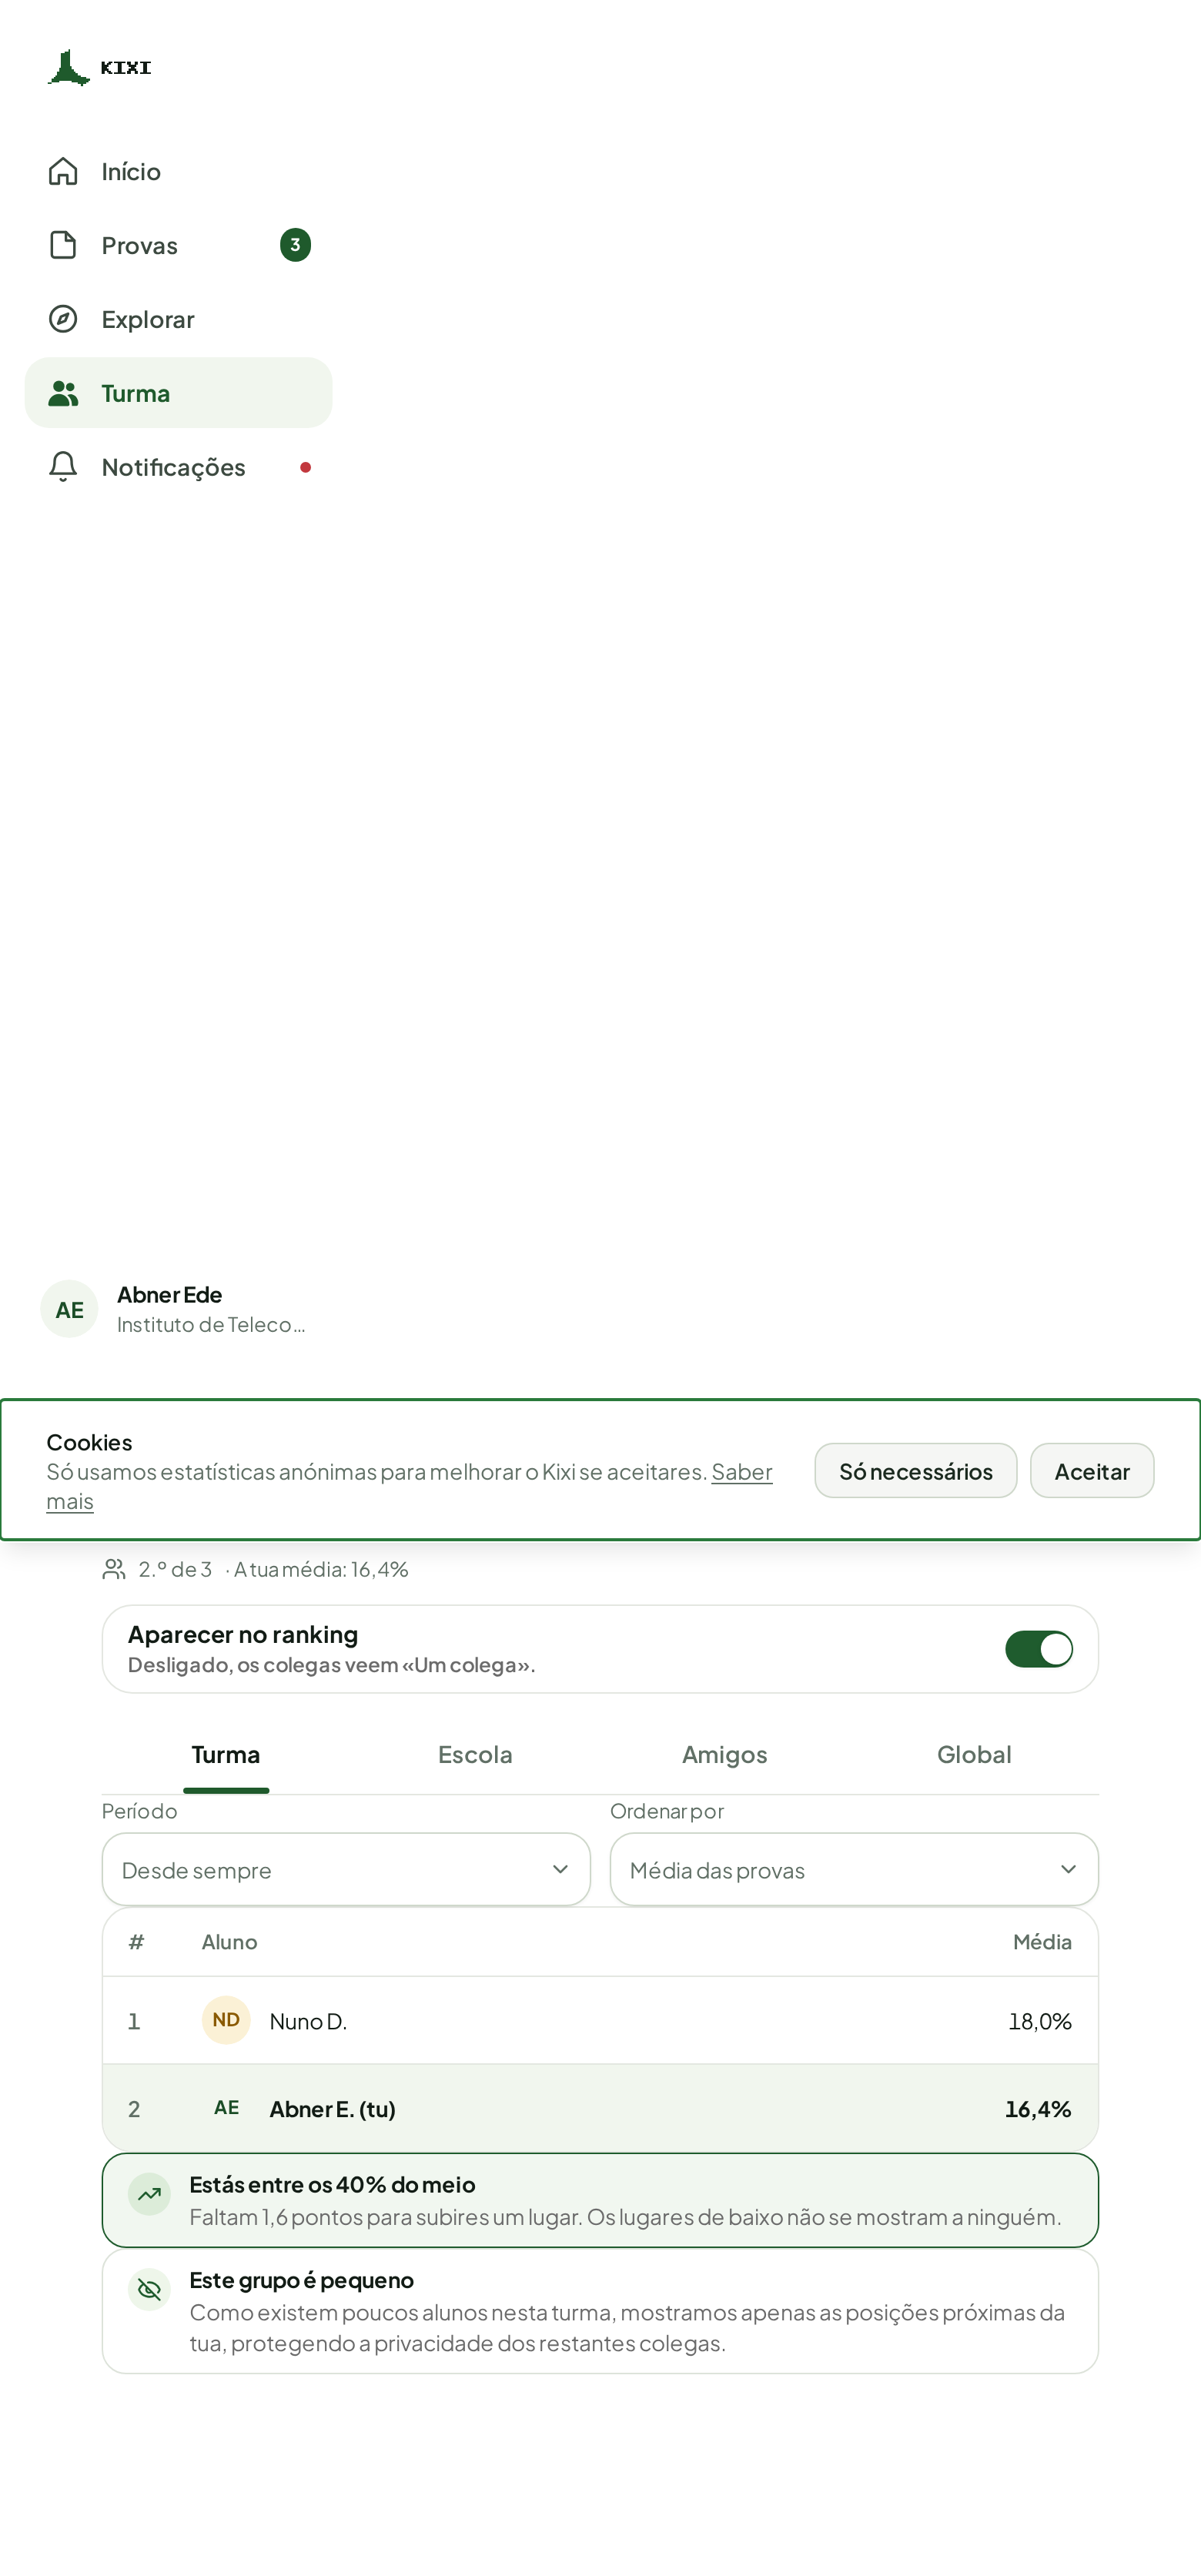 KIXI
Início
Provas 3
Explorar
Turma
Notificações
AE
Abner Ede
Instituto de Teleco...
Cookies
Só usamos estatísticas anónimas para melhorar o Kixi se aceitares. Saber
mais
Só necessários
Aceitar
2.º de 3 · A tua média: 16,4%
Aparecer no ranking
Desligado, os colegas veem «Um colega».
Turma Escola Amigos Global
Período Ordenar por
Desde sempre Média das provas
# Aluno Média
1 ND Nuno D. 18,0%
2 AE Abner E. (tu) 16,4%
Estás entre os 40% do meio
Faltam 1,6 pontos para subires um lugar. Os lugares de baixo não se mostram a ninguém.
Este grupo é pequeno
Como existem poucos alunos nesta turma, mostramos apenas as posições próximas da
tua, protegendo a privacidade dos restantes colegas.